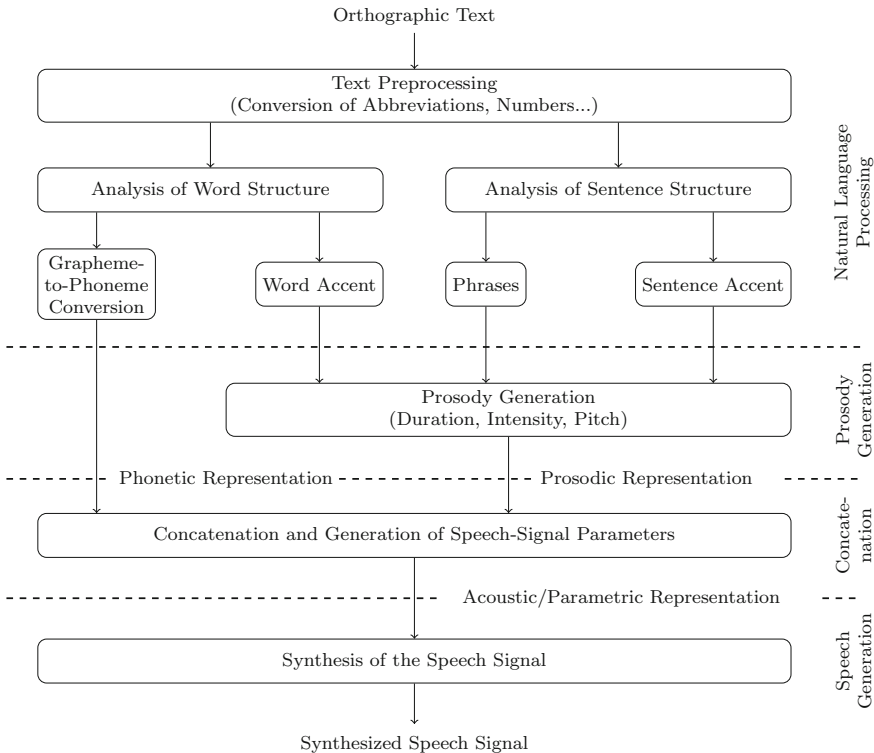 Orthographic Text
Text Preprocessing
(Conversion of Abbreviations, Numbers...)
Analysis of Word Structure
Analysis of Sentence Structure
Grapheme-
to-Phoneme
Conversion
Word Accent
Phrases
Sentence Accent
Natural Language
Processing
Prosody Generation
(Duration, Intensity, Pitch)
Prosody
Generation
Phonetic Representation
Prosodic Representation
Concatenation and Generation of Speech-Signal Parameters
Concate-
nation
Acoustic/Parametric Representation
Synthesis of the Speech Signal
Speech
Generation
Synthesized Speech Signal